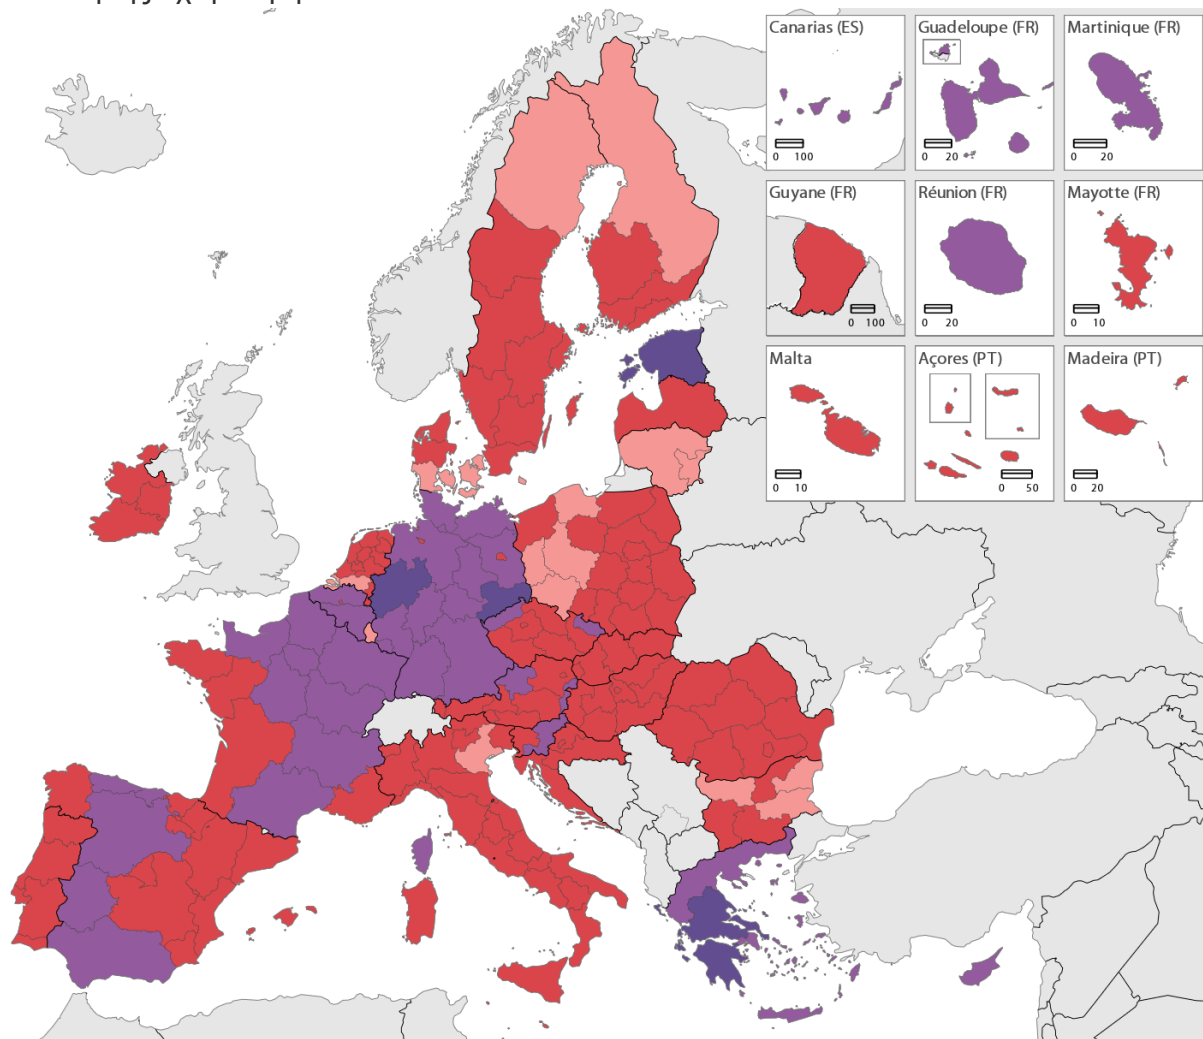 Canarias (ES)
0 100
Guadeloupe (FR)
0 20
Martinique (FR)
0 20
Guyane (FR)
0 100
Réunion (FR)
0 20
Mayotte (FR)
0 10
Malta
0 10
Açores (PT)
0 50
Madeira (PT)
0 20